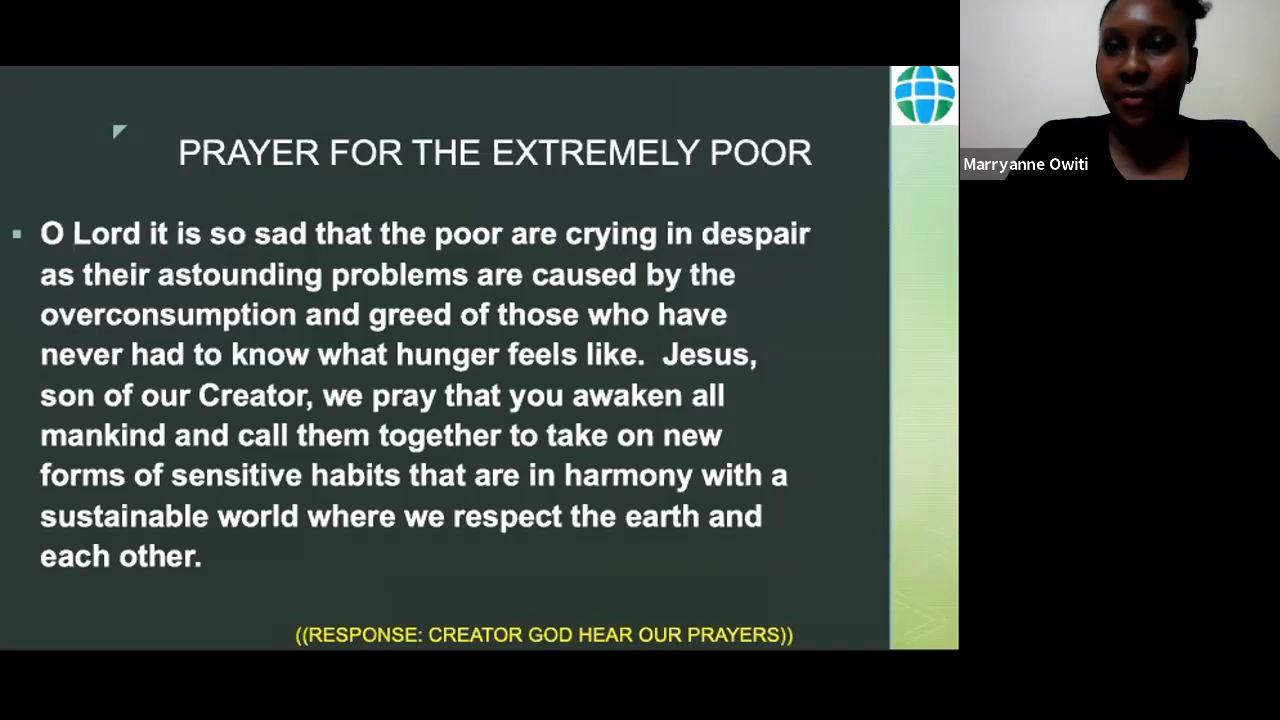 PRAYER FOR THE EXTREMELY POOR
▪ O Lord it is so sad that the poor are crying in despair
as their astounding problems are caused by the
overconsumption and greed of those who have
never had to know what hunger feels like.  Jesus,
son of our Creator, we pray that you awaken all
mankind and call them together to take on new
forms of sensitive habits that are in harmony with a
sustainable world where we respect the earth and
each other.
((RESPONSE: CREATOR GOD HEAR OUR PRAYERS))
Marryanne Owiti